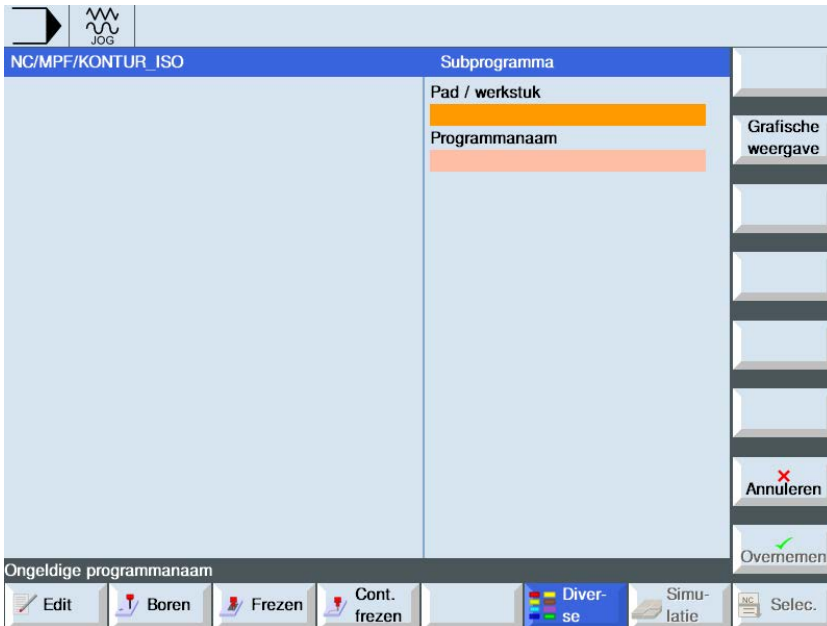 JOG
NC/MPF/KONTUR_ISO
Subprogramma
Pad / werkstuk
Programmanaam
Grafische
weergave
Annuleren
Overnemen
Ongeldige programmanaam
Edit
Boren
Frezen
Cont.
frezen
Diver-
se
Simu-
latie
NC
Selec.